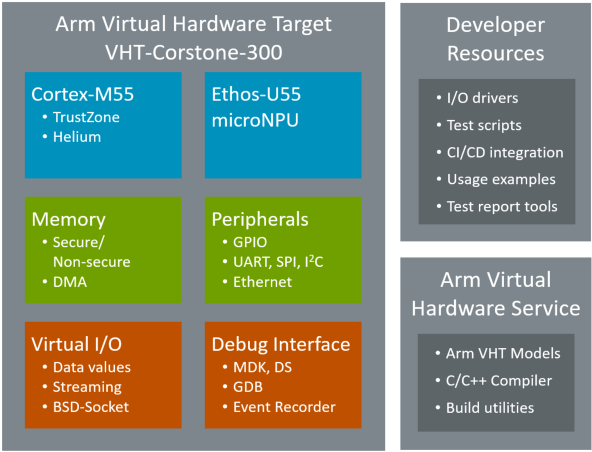 Arm Virtual Hardware Target
VHT-Corstone-300
Cortex-M55
• TrustZone
• Helium
Ethos-U55
microNPU
Memory
• Secure/
Non-secure
• DMA
Peripherals
• GPIO
• UART, SPI, I²C
• Ethernet
Virtual I/O
• Data values
• Streaming
• BSD-Socket
Debug Interface
• MDK, DS
• GDB
• Event Recorder
Developer
Resources
• I/O drivers
• Test scripts
• CI/CD integration
• Usage examples
• Test report tools
Arm Virtual
Hardware Service
• Arm VHT Models
• C/C++ Compiler
• Build utilities